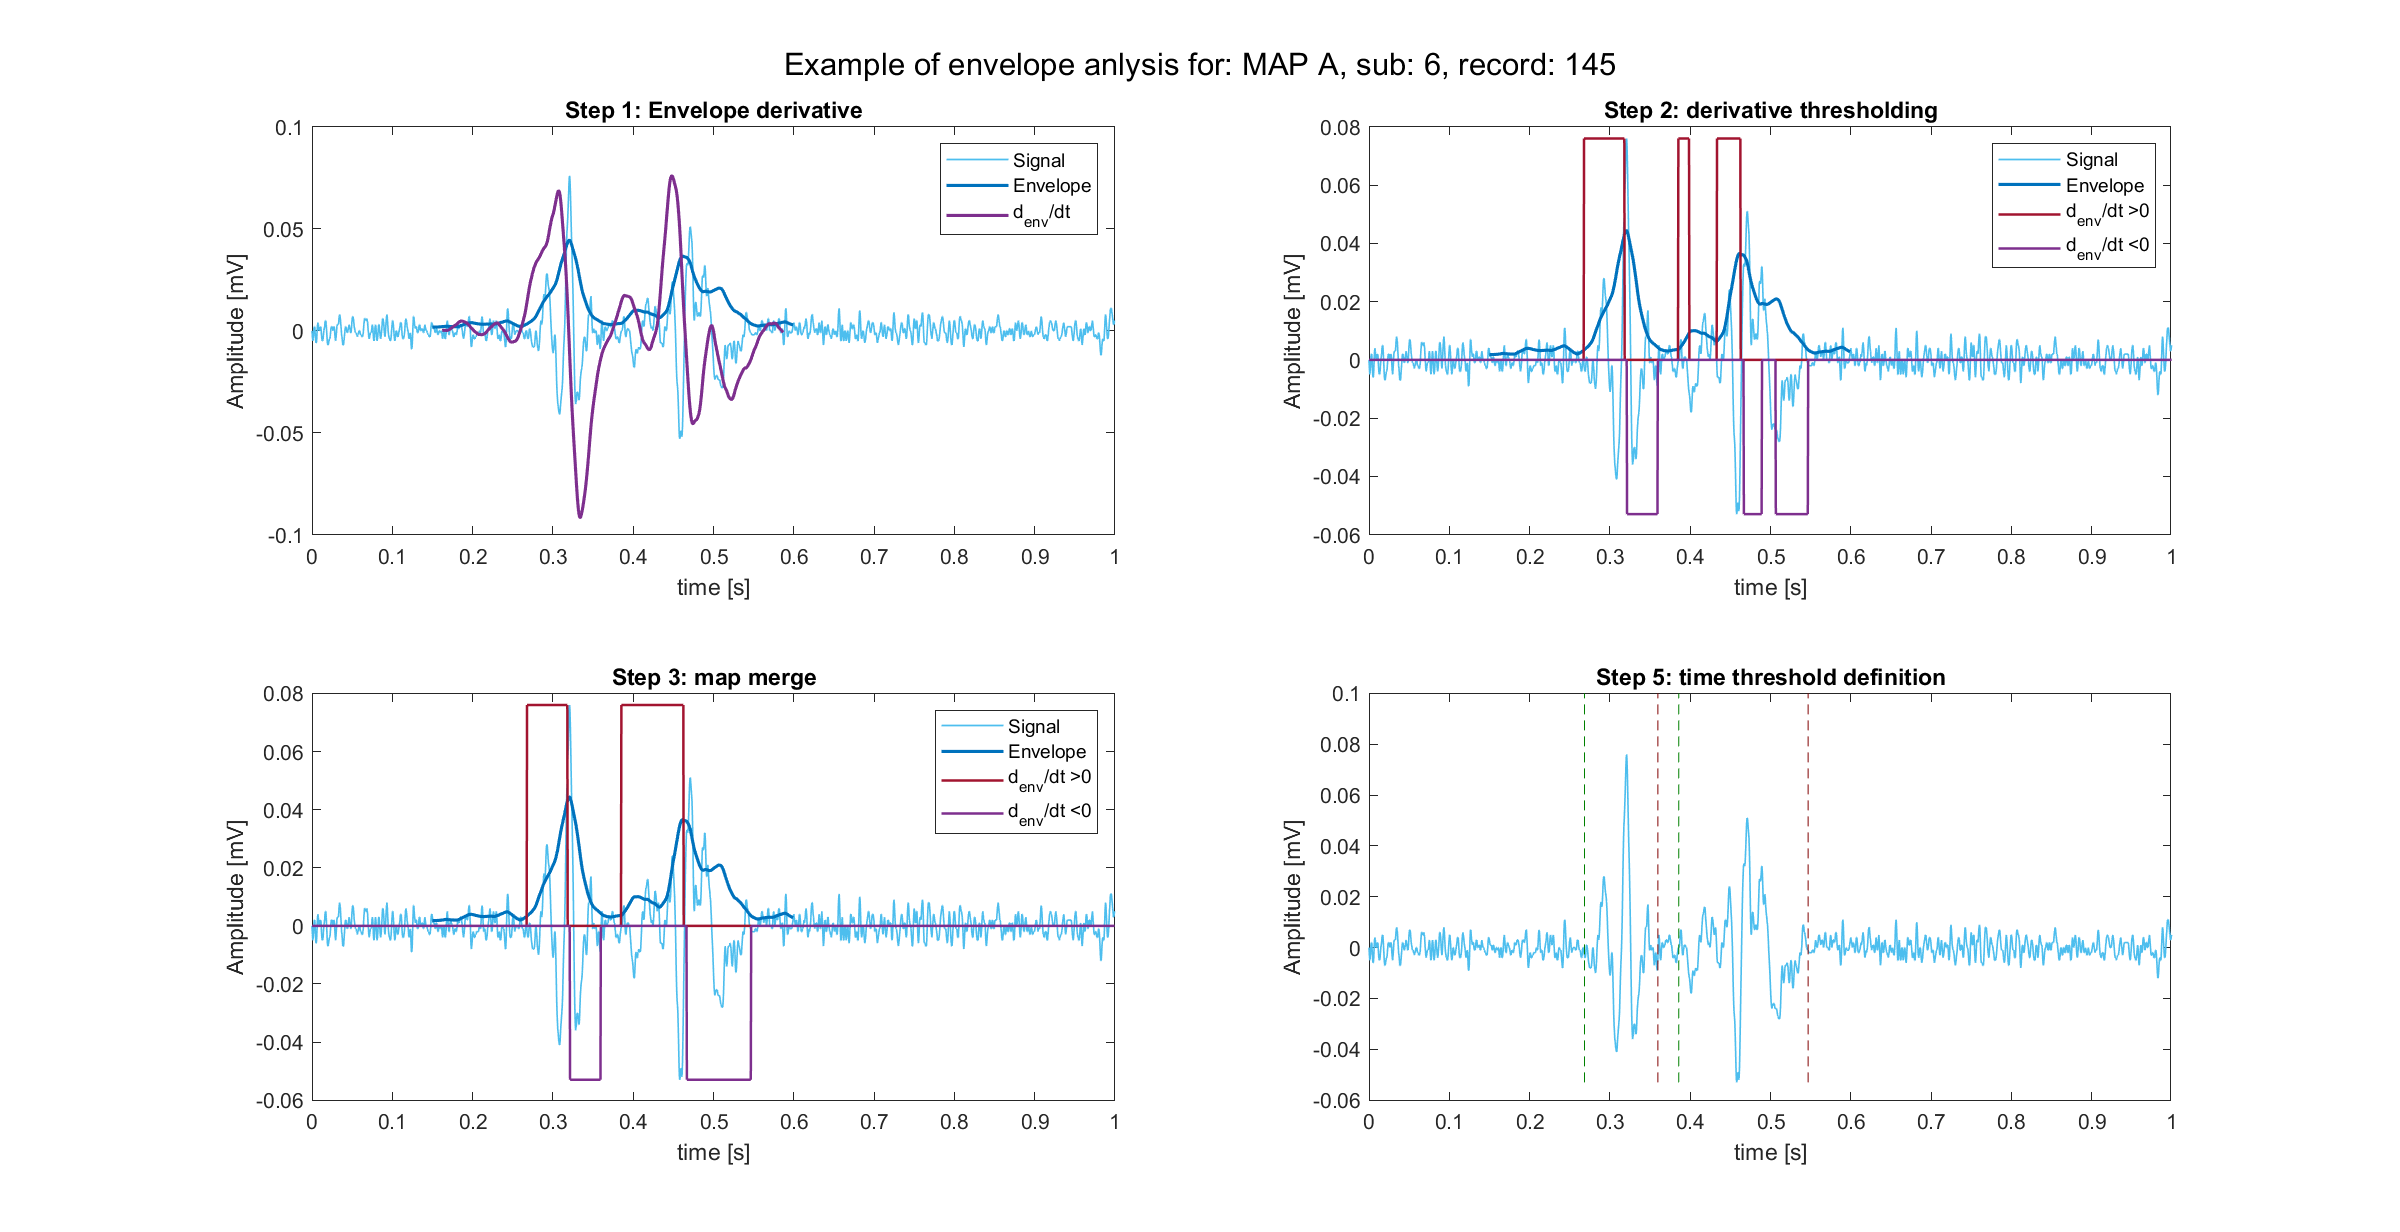 Example of envelope anlysis for: MAP A, sub: 6, record: 145
Step 1: Envelope derivative
0.1
0.05
0
-0.05
-0.1
Amplitude [mV]
0 0.1 0.2 0.3 0.4 0.5 0.6 0.7 0.8 0.9 1
time [s]
Signal
Envelope
d_env/dt
Step 2: derivative thresholding
0.08
0.06
0.04
0.02
0
-0.02
-0.04
-0.06
Amplitude [mV]
0 0.1 0.2 0.3 0.4 0.5 0.6 0.7 0.8 0.9 1
time [s]
Signal
Envelope
d_env/dt >0
d_env/dt <0
Step 3: map merge
0.08
0.06
0.04
0.02
0
-0.02
-0.04
-0.06
Amplitude [mV]
0 0.1 0.2 0.3 0.4 0.5 0.6 0.7 0.8 0.9 1
time [s]
Signal
Envelope
d_env/dt >0
d_env/dt <0
Step 5: time threshold definition
0.1
0.08
0.06
0.04
0.02
0
-0.02
-0.04
-0.06
Amplitude [mV]
0 0.1 0.2 0.3 0.4 0.5 0.6 0.7 0.8 0.9 1
time [s]